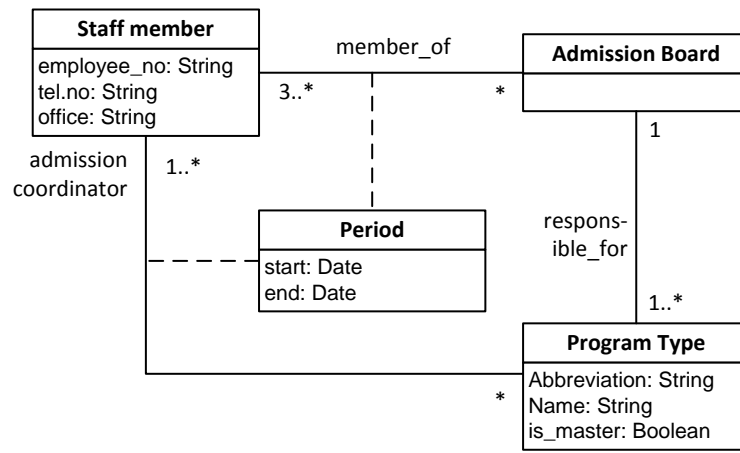 Staff member
employee_no: String
tel.no: String
office: String
member_of
3..*
*
Admission Board
admission
coordinator
1..*
1
Period
start: Date
end: Date
respons-
ible_for
1..*
*
Program Type
Abbreviation: String
Name: String
is_master: Boolean